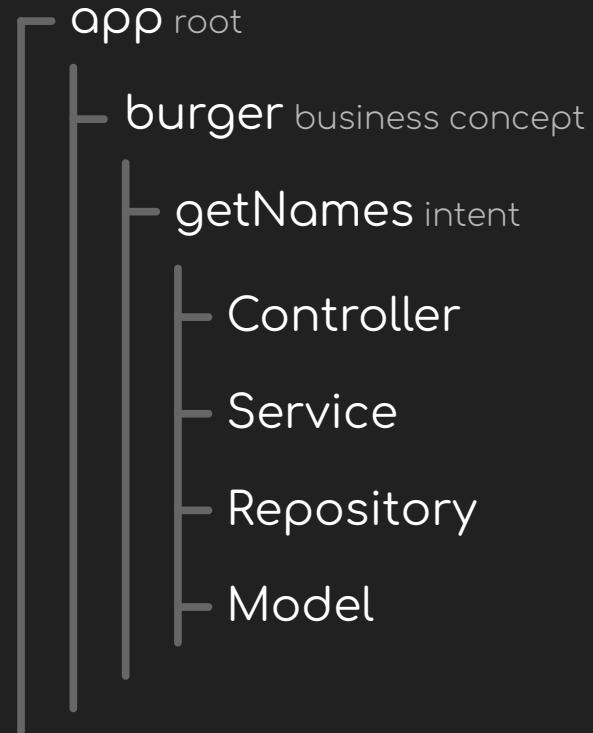 app root
burger business concept
getNames intent
Controller
Service
Repository
Model